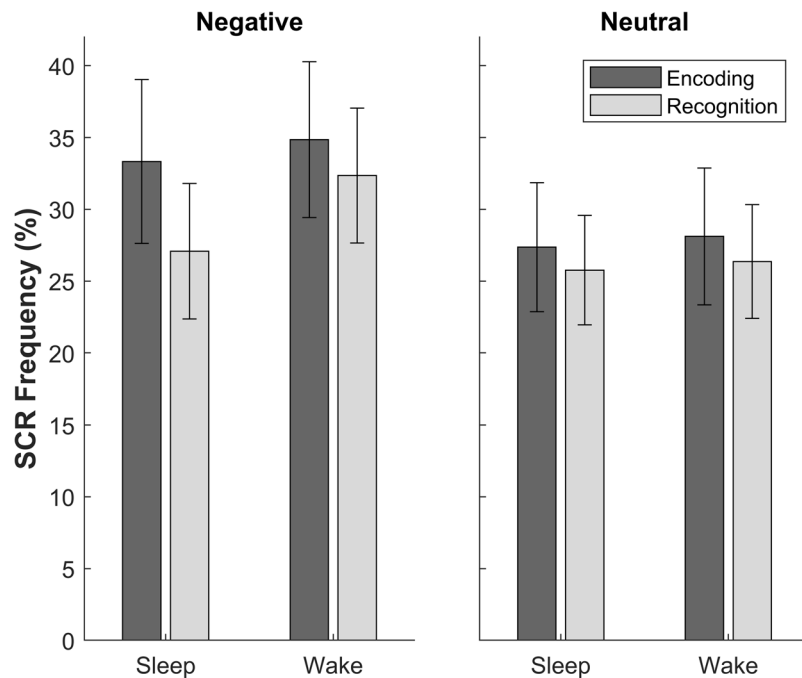 Negative
Neutral
Encoding
Recognition
SCR Frequency (%)
40
35
30
25
20
15
10
5
0
Sleep
Wake
Sleep
Wake